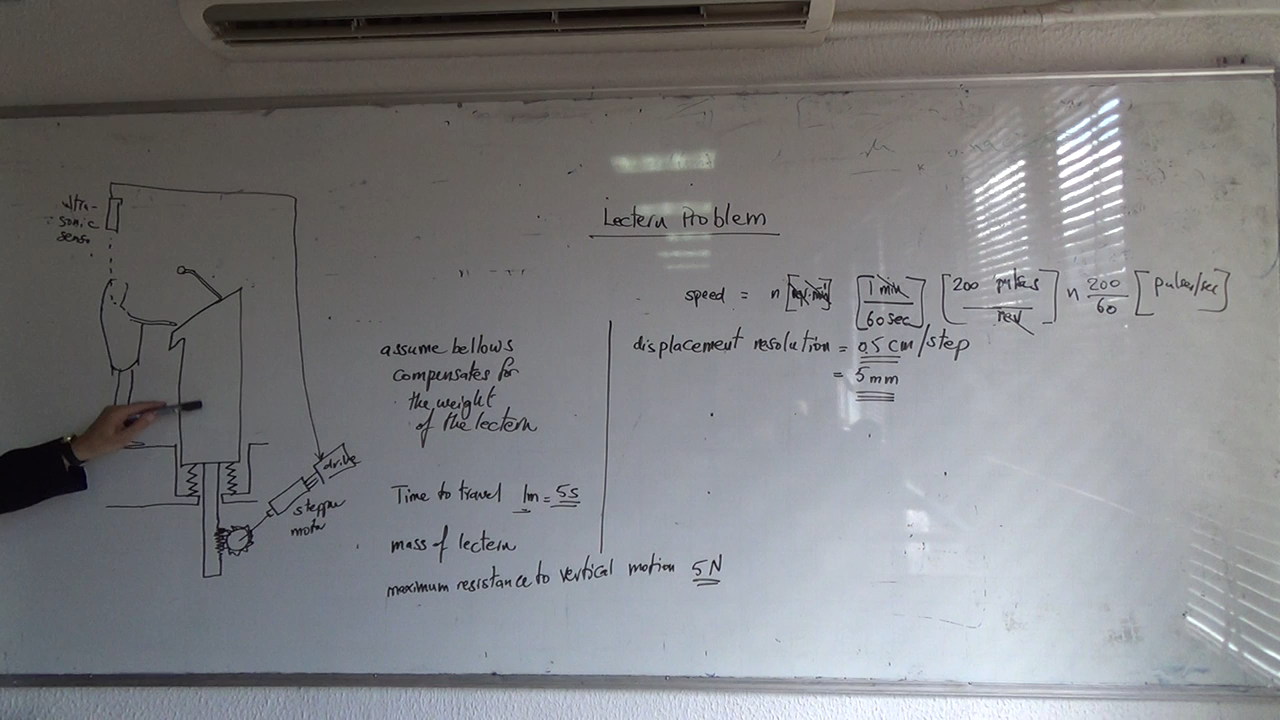 Lectern Problem
ultra-
sonic
sensor
speed = n [rev/min] [1 min / 60 sec] [200 pulses / rev] n 200/60 [pulses/sec]
displacement resolution = 0.5 cm/step
= 5 mm
assume bellows
compensates for
the weight
of the lectern
drive
stepper
motor
Time to travel 1m = 5s
mass of lectern
maximum resistance to vertical motion 5N